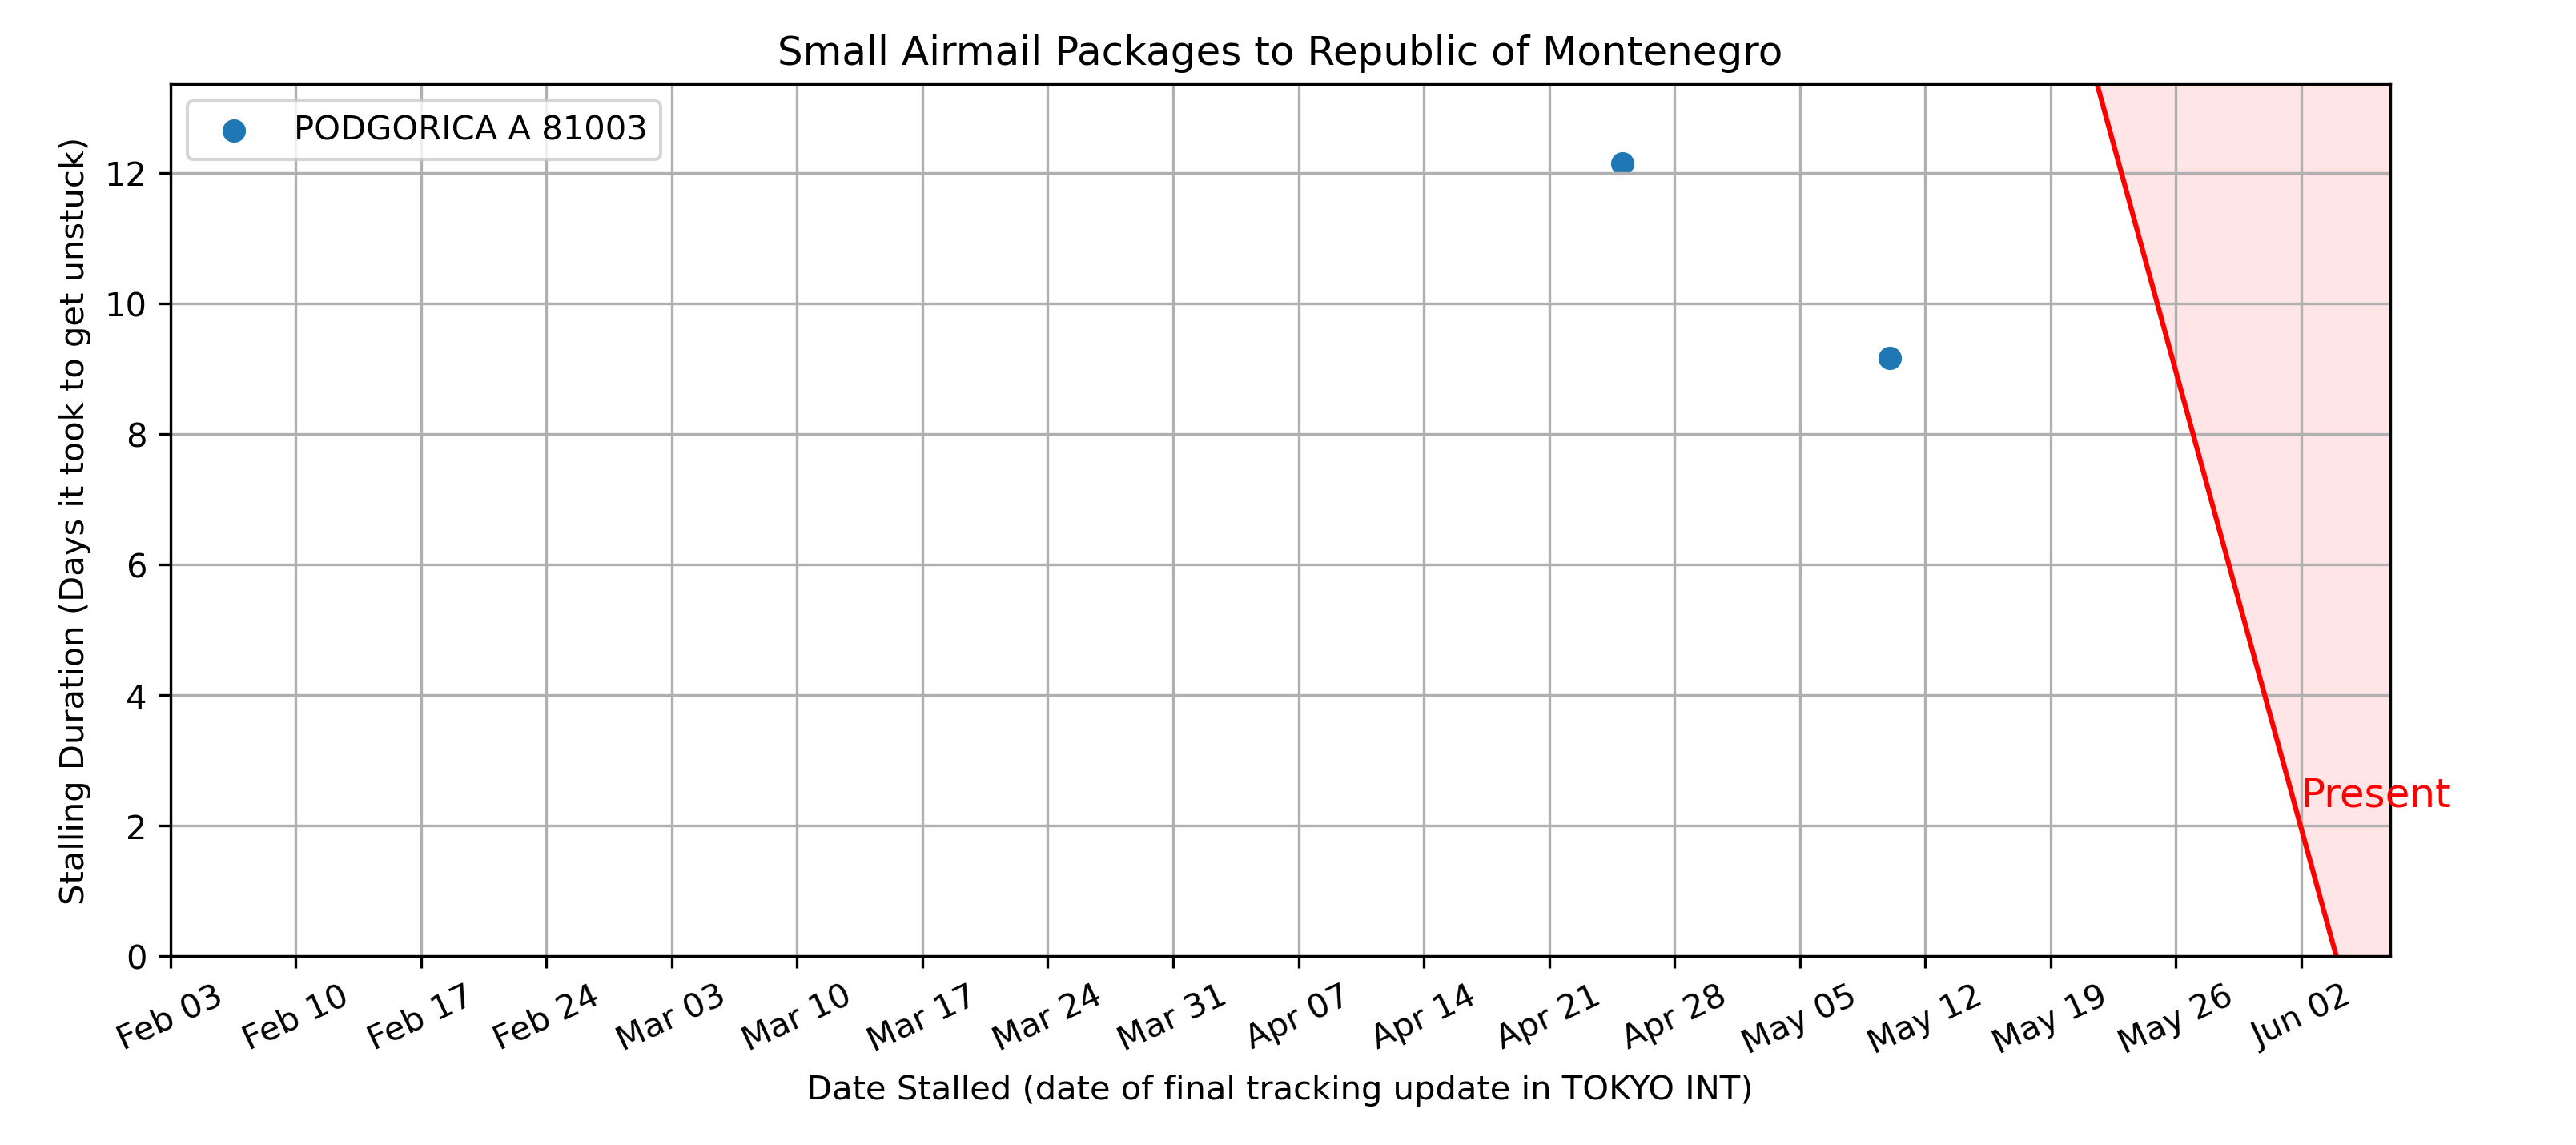 Small Airmail Packages to Republic of Montenegro
PODGORICA A 81003
Stalling Duration (Days it took to get unstuck)
12
10
8
6
4
2
0
Present
Feb 03
Feb 10
Feb 17
Feb 24
Mar 03
Mar 10
Mar 17
Mar 24
Mar 31
Apr 07
Apr 14
Apr 21
Apr 28
May 05
May 12
May 19
May 26
Jun 02
Date Stalled (date of final tracking update in TOKYO INT)